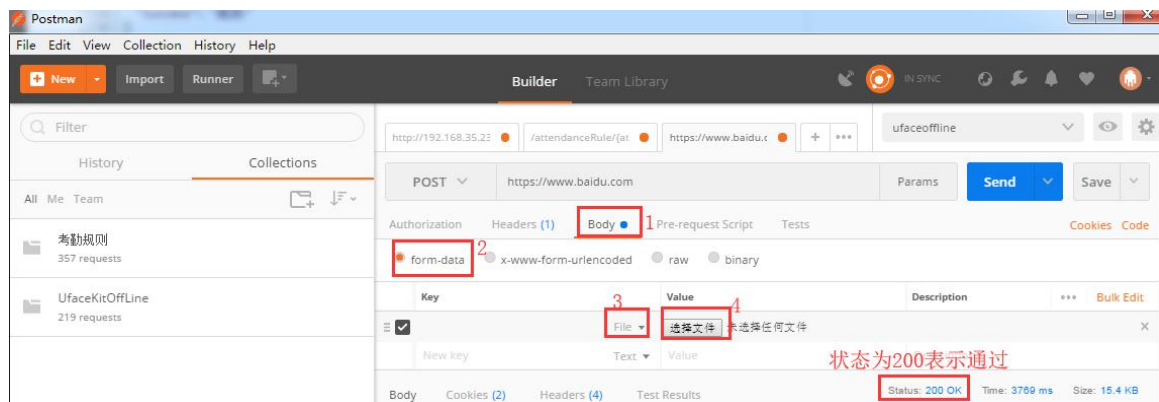 Postman
File Edit View Collection History Help
New Import Runner Builder Team Library IN SYNC
Filter
http://192.168.35.23 /attendanceRule/{at https://www.baidu.c + ••• ufaceoffline
History Collections
POST https://www.baidu.com Params Send Save
All Me Team
Authorization Headers (1) Body 1 Pre-request Script Tests Cookies Code
考勤规则
357 requests
2 form-data x-www-form-urlencoded raw binary
UfaceKitOffLine
219 requests
Key 3 Value 4 Description ••• Bulk Edit
File 选择文件 未选择任何文件
New key Text Value
状态为200表示通过
Body Cookies (2) Headers (4) Test Results Status: 200 OK Time: 3769 ms Size: 15.4 KB